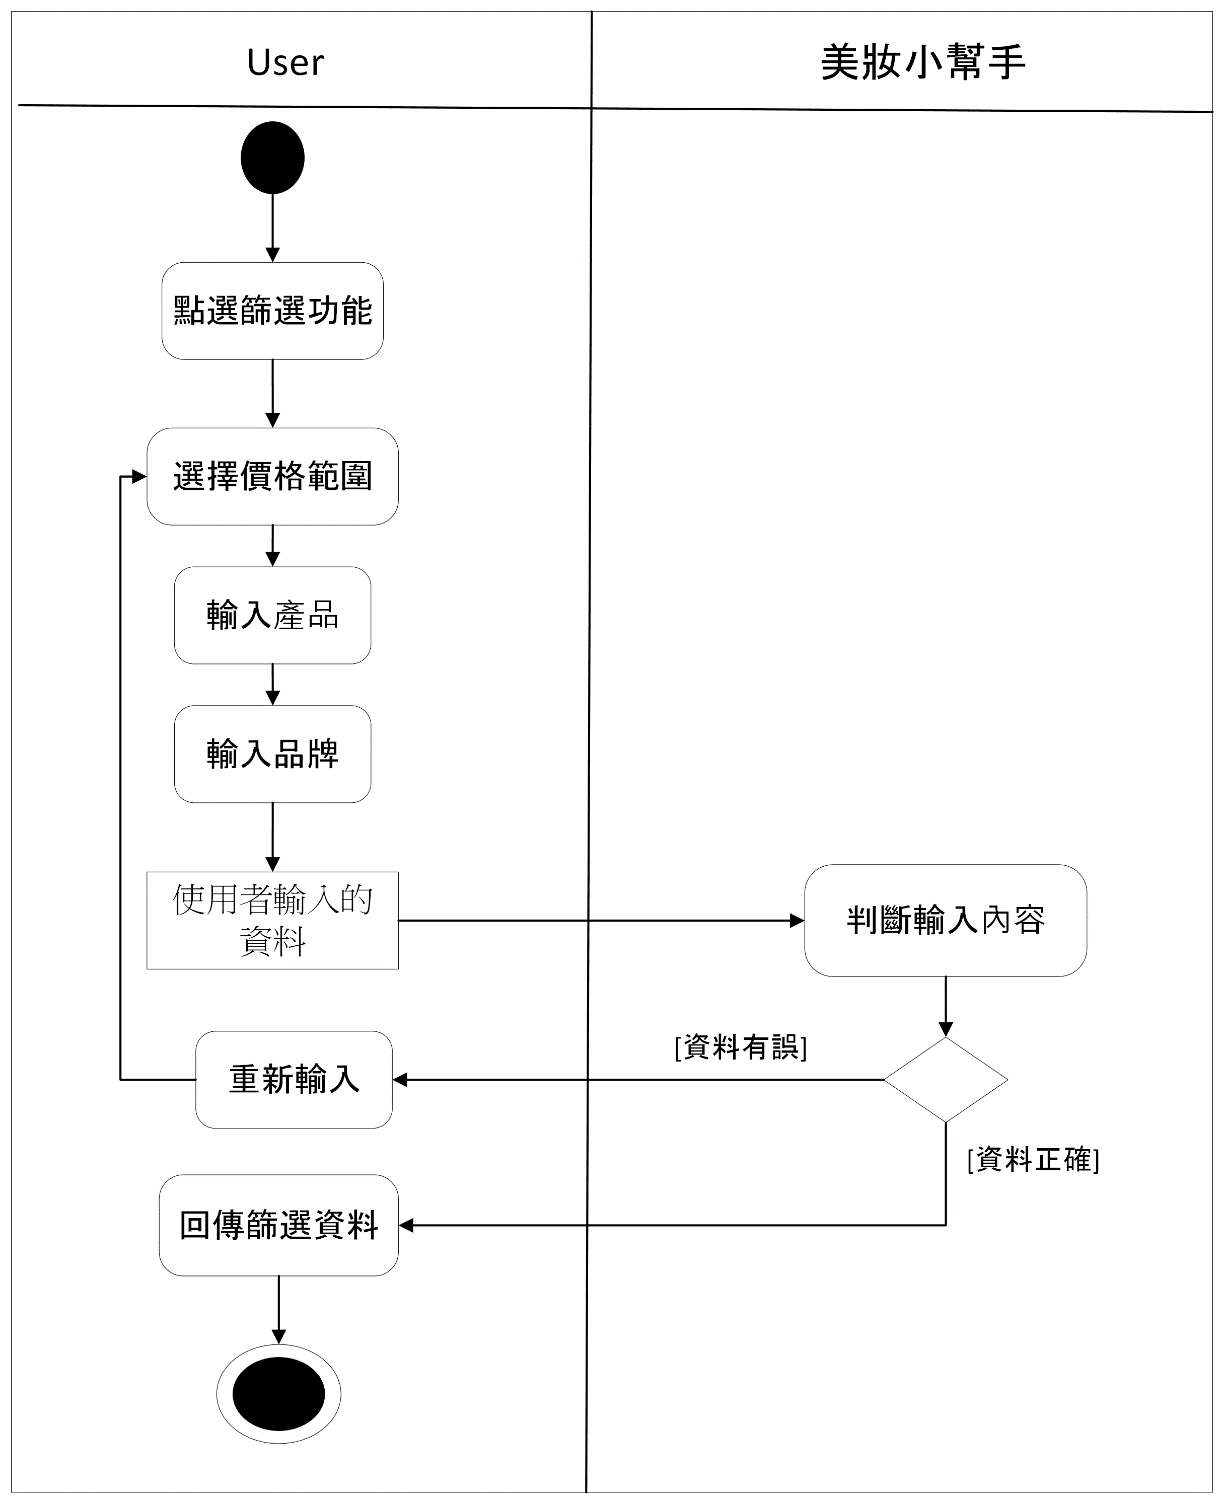 User
美妝小幫手
點選篩選功能
選擇價格範圍
輸入產品
輸入品牌
使用者輸入的
資料
判斷輸入內容
[資料有誤]
重新輸入
[資料正確]
回傳篩選資料